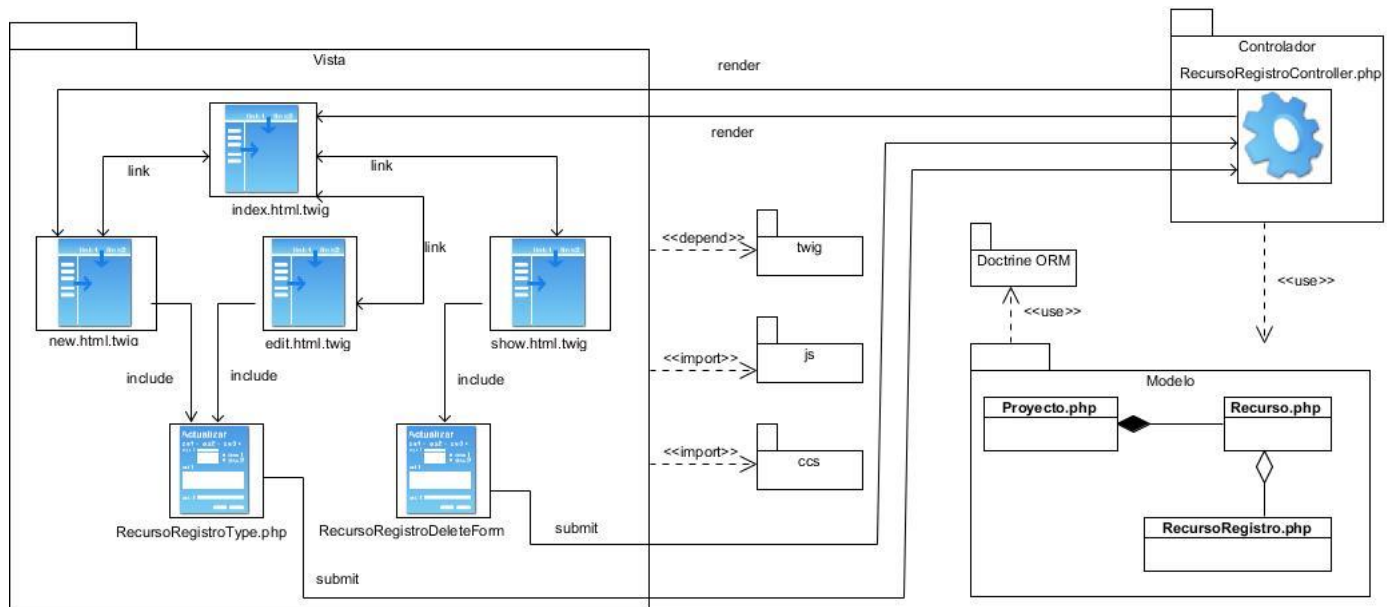 Vista
Controlador
RecursoRegistroController.php
render
render
link
link
link
index.html.twig
new.html.twig
edit.html.twig
show.html.twig
include
include
include
Actualizar
Actualizar
RecursoRegistroType.php
RecursoRegistroDeleteForm
submit
submit
<<depend>>
twig
<<import>>
js
<<import>>
ccs
Doctrine ORM
<<use>>
<<use>>
Modelo
Proyecto.php
Recurso.php
RecursoRegistro.php